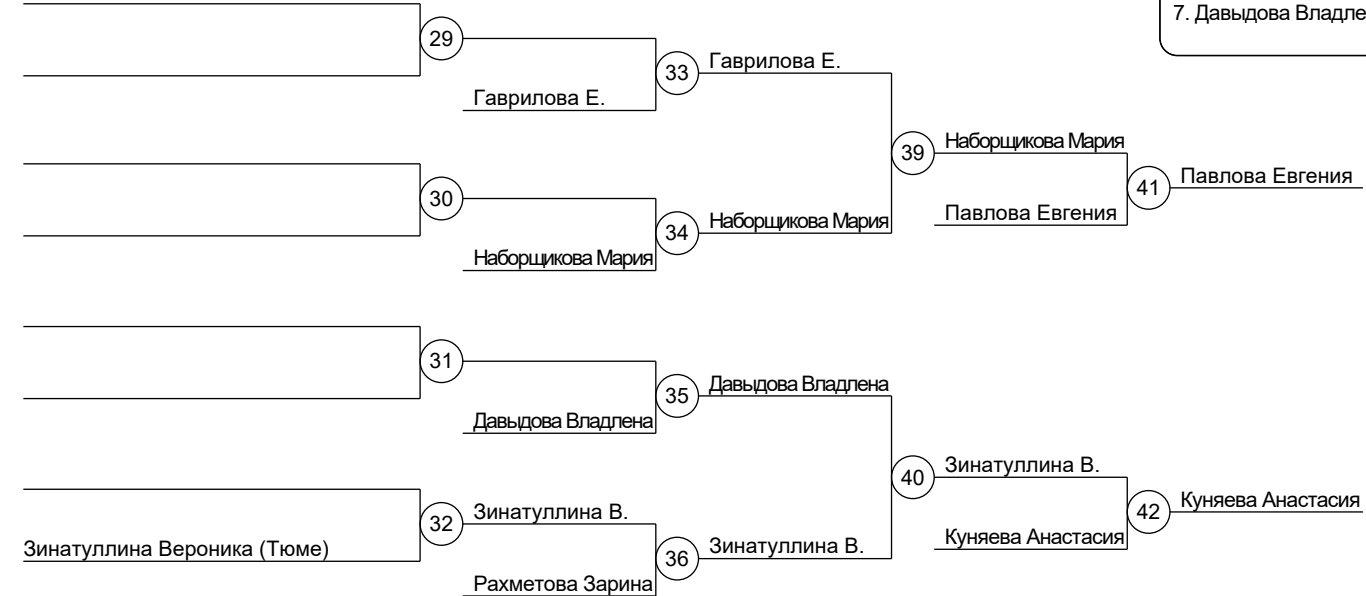 7. Давыдова Владле
29
Гаврилова Е.
33
Гаврилова Е.
39
Наборщикова Мария
41
Павлова Евгения
30
Наборщикова Мария
34
Наборщикова Мария
Павлова Евгения
31
Давыдова Владлена
35
Давыдова Владлена
40
Зинатуллина В.
42
Куняева Анастасия
Зинатуллина Вероника (Тюме)
32
Зинатуллина В.
Рахметова Зарина
36
Зинатуллина В.
Куняева Анастасия